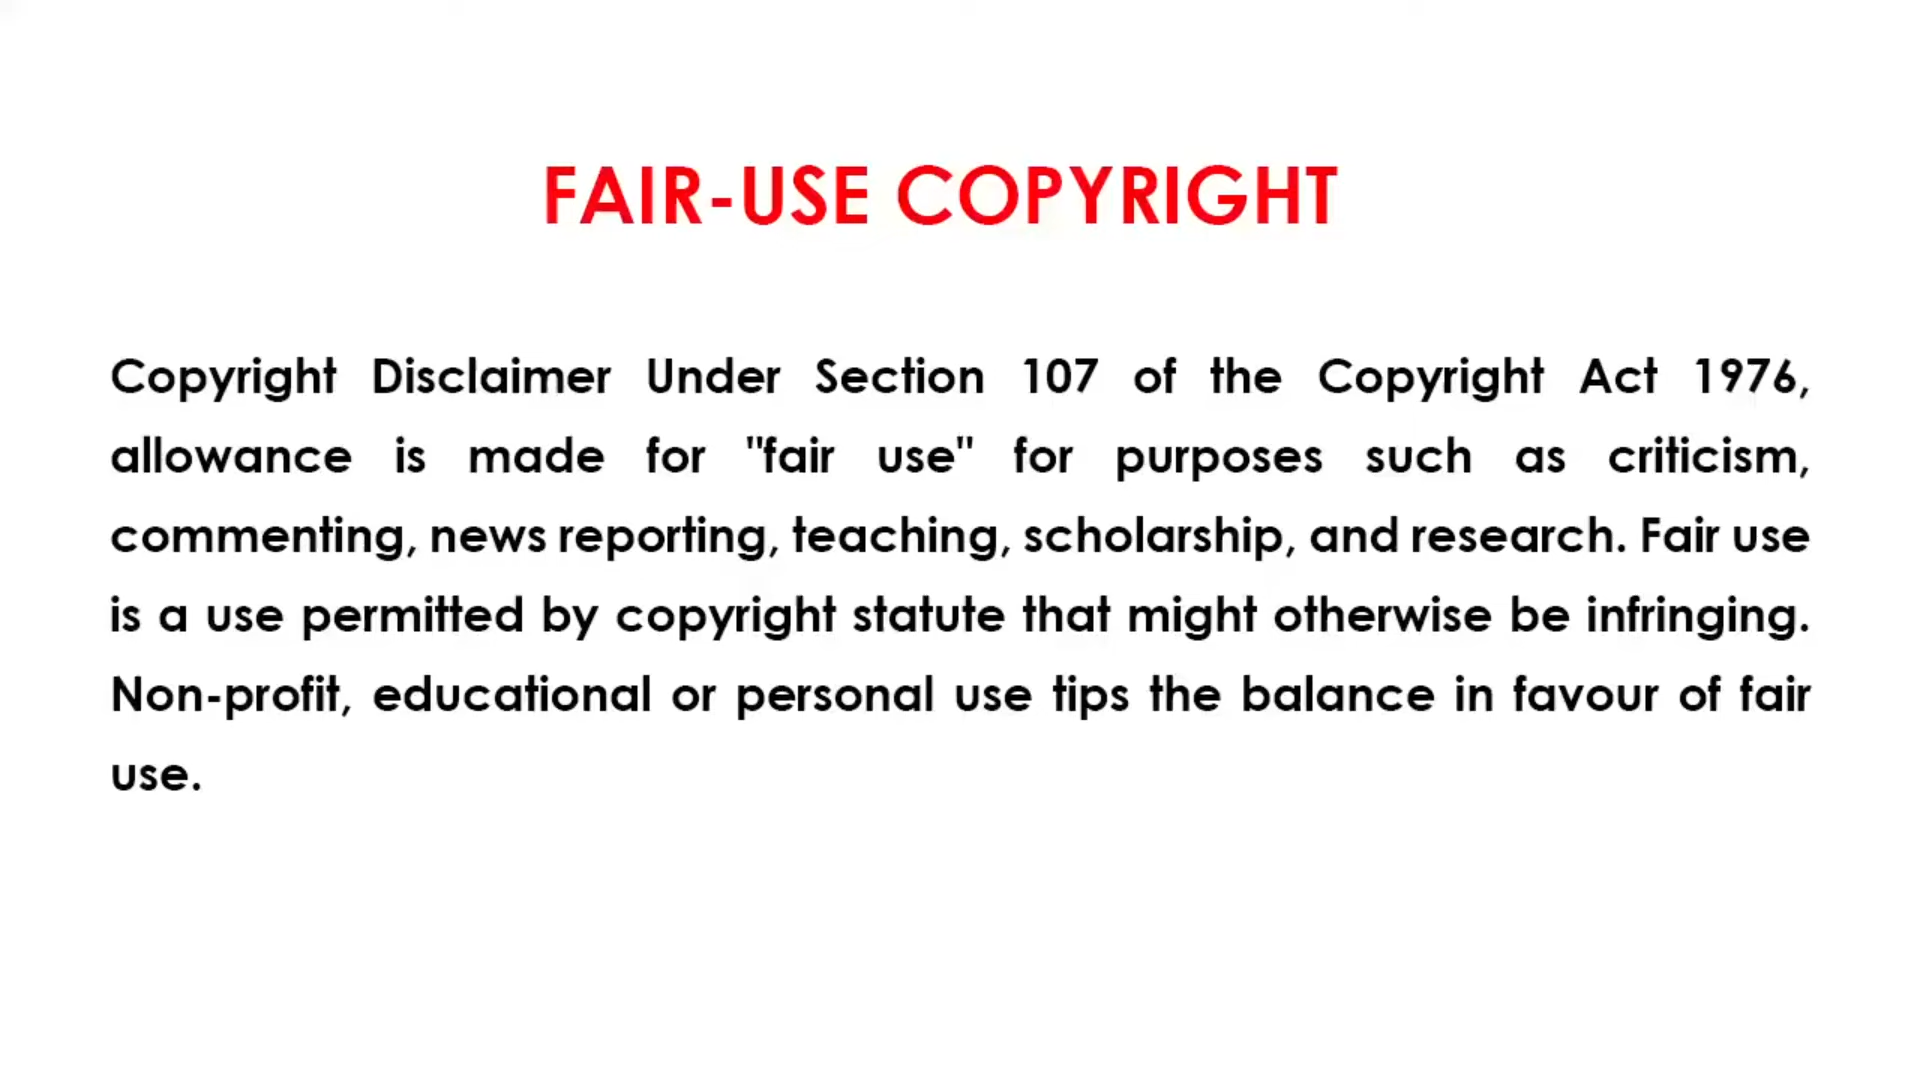 FAIR-USE COPYRIGHT
Copyright Disclaimer Under Section 107 of the Copyright Act 1976,
allowance is made for "fair use" for purposes such as criticism,
commenting, news reporting, teaching, scholarship, and research. Fair use
is a use permitted by copyright statute that might otherwise be infringing.
Non-profit, educational or personal use tips the balance in favour of fair
use.